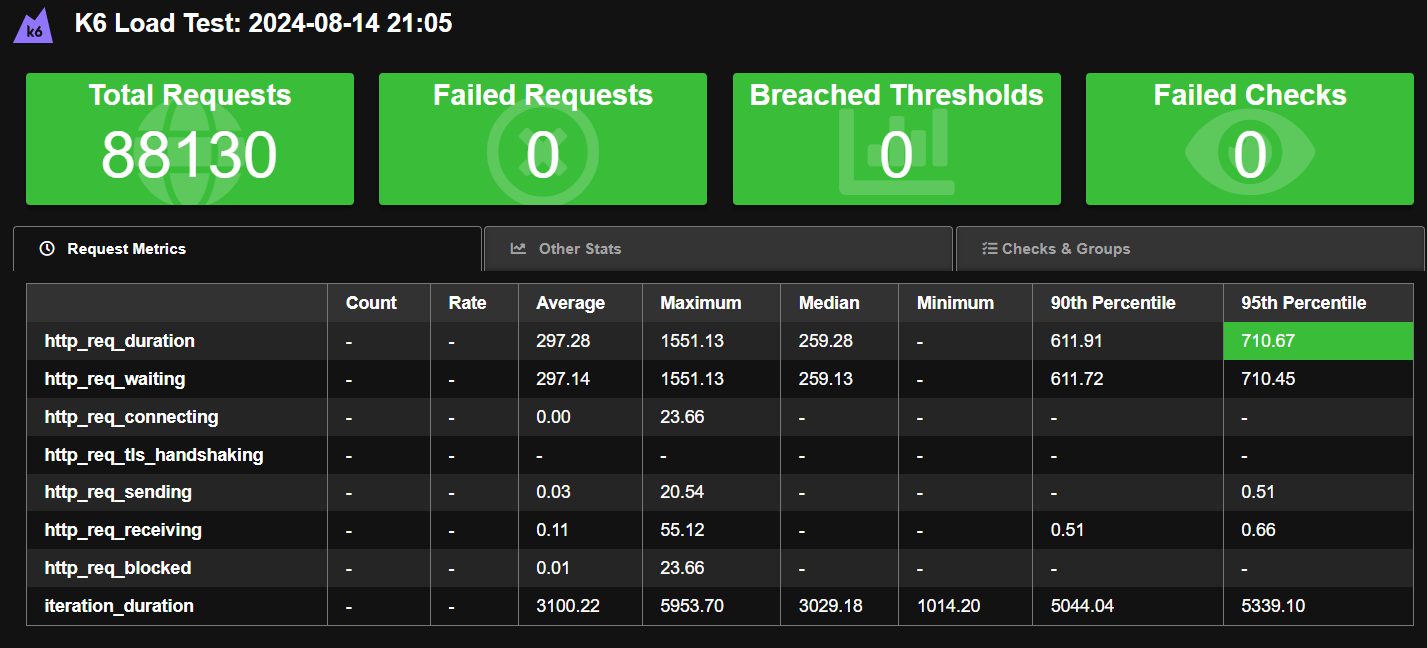 k6 K6 Load Test: 2024-08-14 21:05
Total Requests Failed Requests Breached Thresholds Failed Checks
88130 0 0 0
Request Metrics Other Stats Checks & Groups
Count Rate Average Maximum Median Minimum 90th Percentile 95th Percentile
http_req_duration - - 297.28 1551.13 259.28 - 611.91 710.67
http_req_waiting - - 297.14 1551.13 259.13 - 611.72 710.45
http_req_connecting - - 0.00 23.66 - - - -
http_req_tls_handshaking - - - - - - - -
http_req_sending - - 0.03 20.54 - - - 0.51
http_req_receiving - - 0.11 55.12 - - 0.51 0.66
http_req_blocked - - 0.01 23.66 - - - -
iteration_duration - - 3100.22 5953.70 3029.18 1014.20 5044.04 5339.10